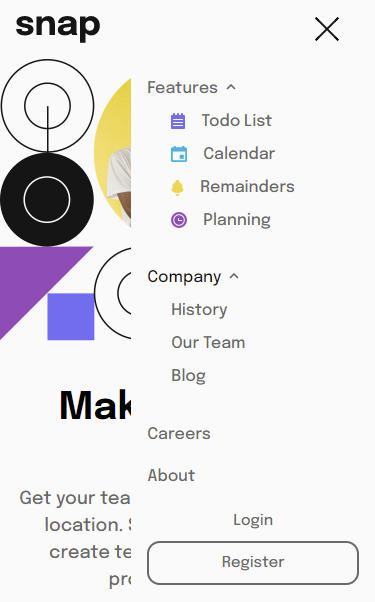 snap
Features
Todo List
Calendar
Remainders
Planning
Company
History
Our Team
Blog
Careers
About
Login
Register
Mak
Get your tea
location.
create te
pro